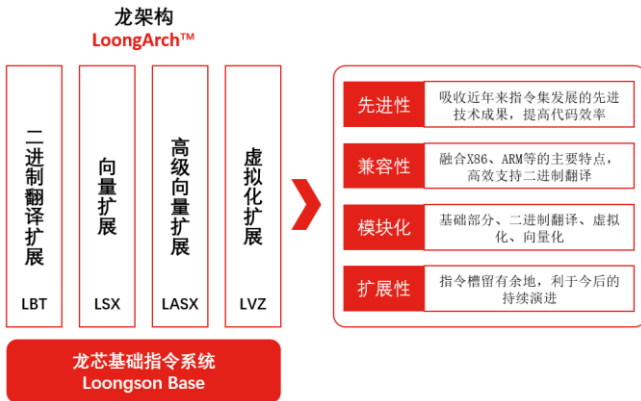 龙架构
LoongArch™
二进制翻译扩展
LBT
向量扩展
LSX
高级向量扩展
LASX
虚拟化扩展
LVZ
龙芯基础指令系统
Loongson Base
先进性
吸收近年来指令集发展的先进
技术成果，提高代码效率
兼容性
融合X86、ARM等的主要特点，
高效支持二进制翻译
模块化
基础部分、二进制翻译、虚拟
化、向量化
扩展性
指令槽留有余地，利于今后的
持续演进